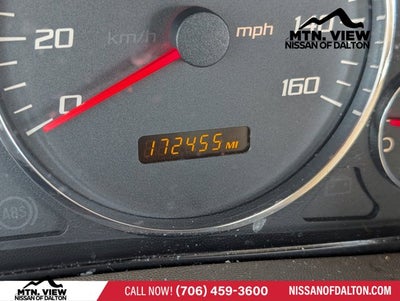 MTN. VIEW
NISSAN OF DALTON
20
km/h
mph
160
0
172455 MI
ABS
C
MTN. VIEW
NISSAN OF DALTON
CALL NOW! (706) 459-3600
NISSANOFDALTON.COM